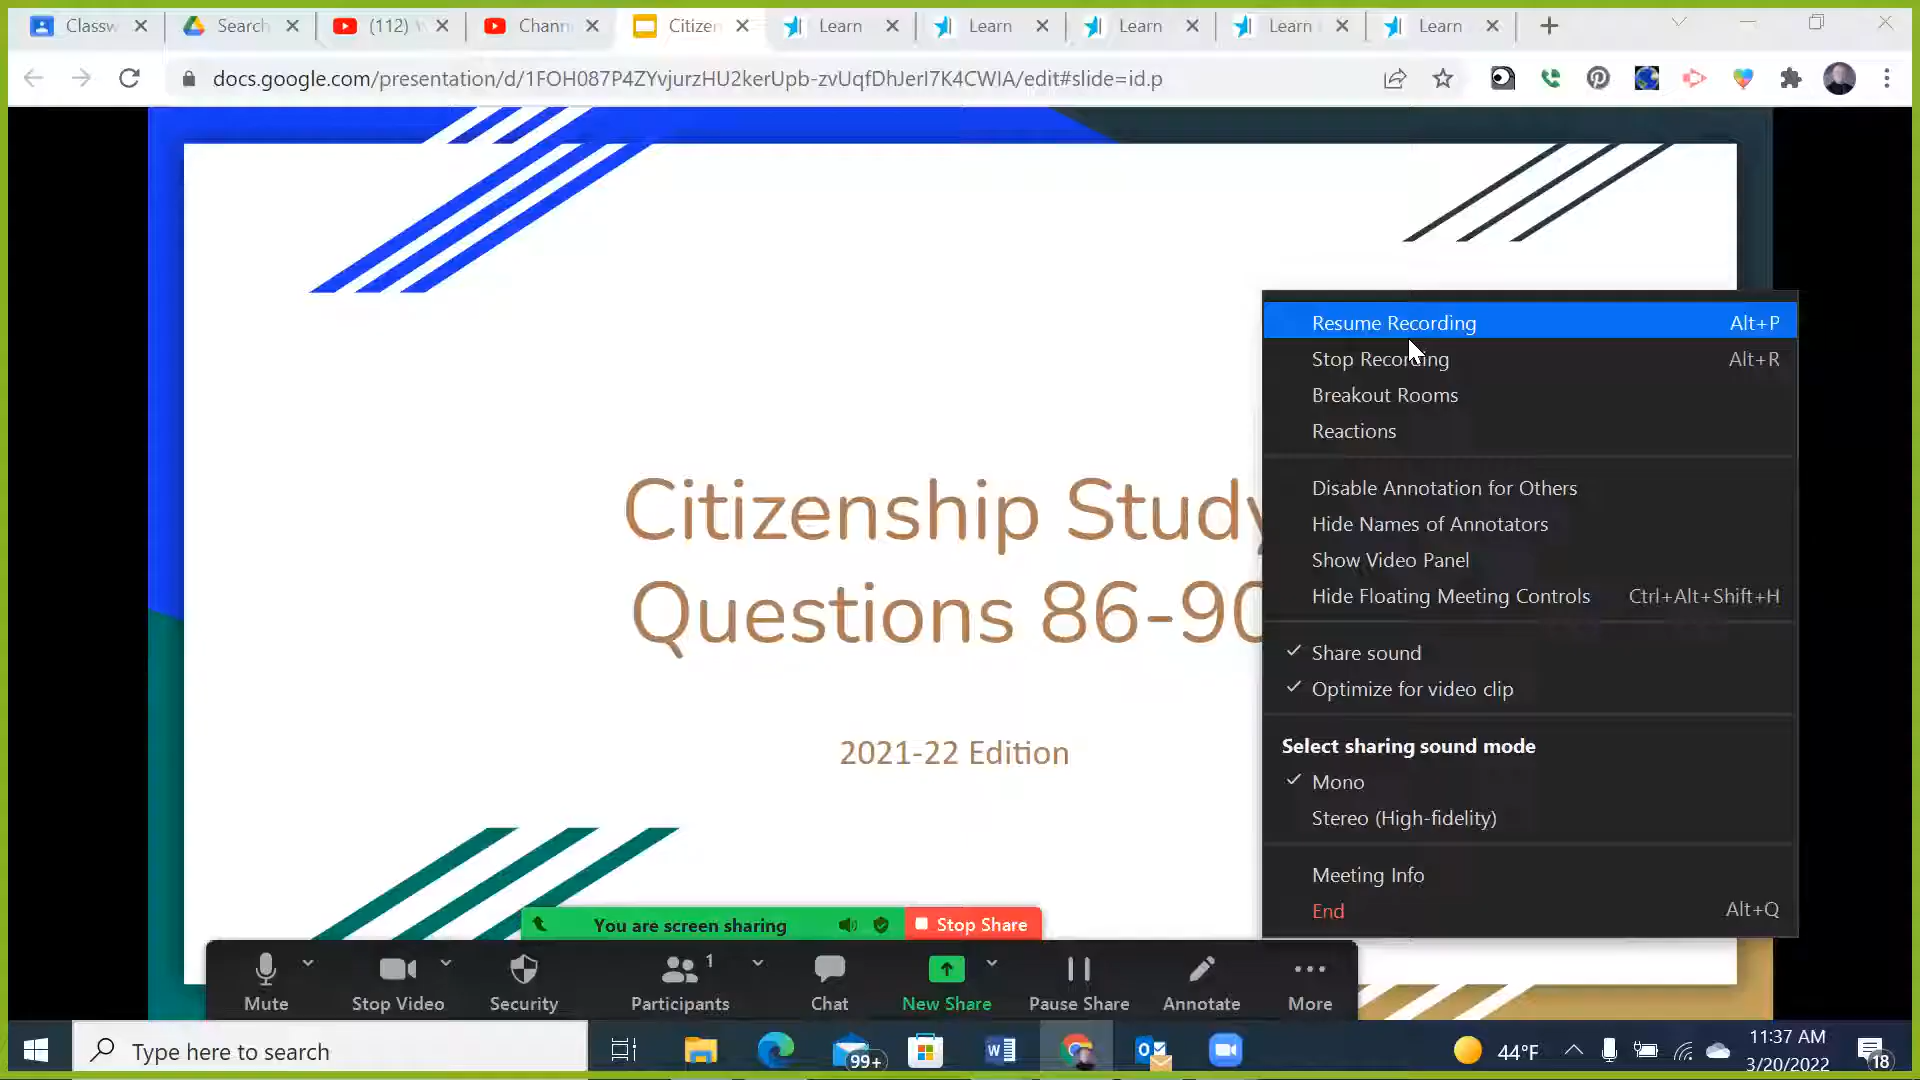 Classw
Search
(112)
Chann
Citizen
Learn
Learn
Learn
Learn
Learn
docs.google.com/presentation/d/1FOH087P4ZYvjurzHU2kerUpb-zvUqfDhJerI7K4CWIA/edit#slide=id.p
Citizenship Study
Questions 86-90
2021-22 Edition
Resume Recording Alt+P
Stop Recording Alt+R
Breakout Rooms
Reactions
Disable Annotation for Others
Hide Names of Annotators
Show Video Panel
Hide Floating Meeting Controls Ctrl+Alt+Shift+H
Share sound
Optimize for video clip
Select sharing sound mode
Mono
Stereo (High-fidelity)
Meeting Info
End Alt+Q
You are screen sharing
Stop Share
1
Mute
Stop Video
Security
Participants
Chat
New Share
Pause Share
Annotate
More
Type here to search
99+
44°F
11:37 AM
3/20/2022
18